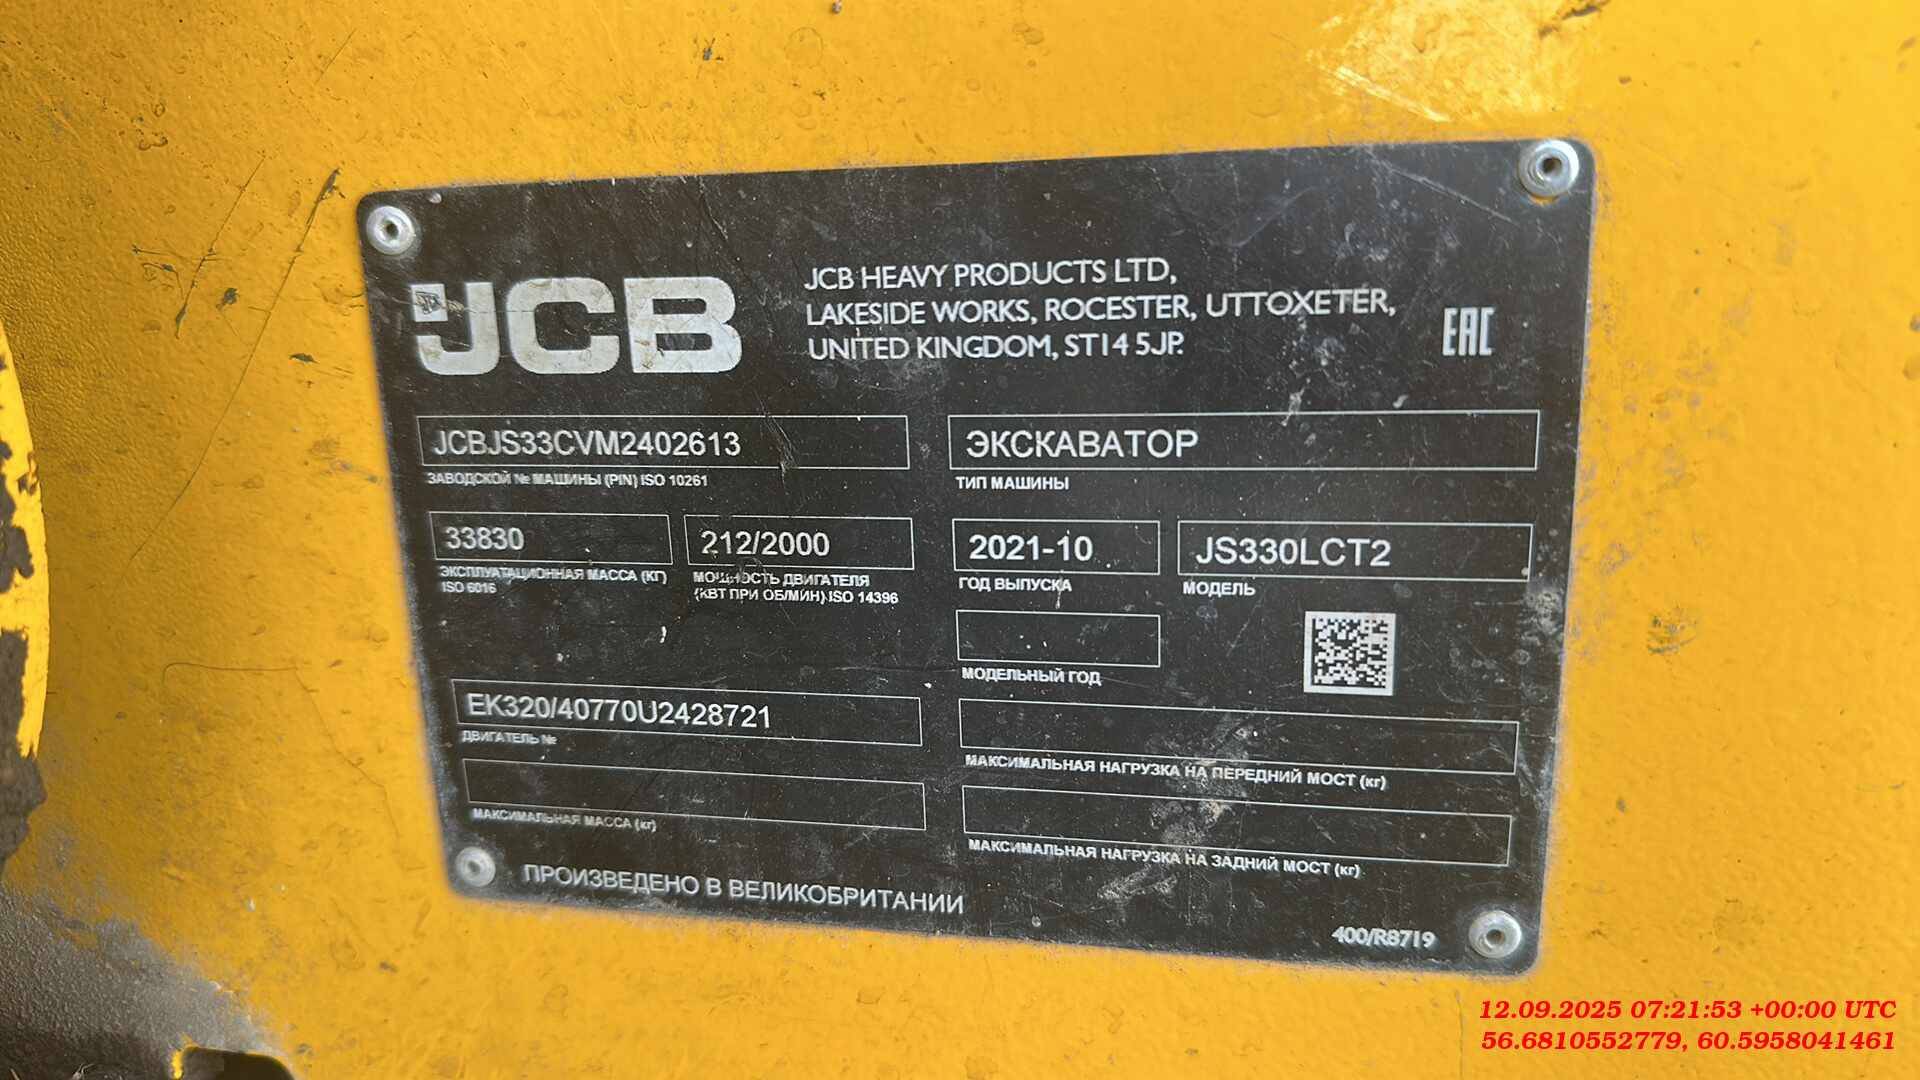 JCB
JCB HEAVY PRODUCTS LTD,
LAKESIDE WORKS, ROCESTER, UTTOXETER,
UNITED KINGDOM, ST14 5JP.
EAC
JCBJS33CVM2402613
ЗАВОДСКОЙ № МАШИНЫ (PIN) ISO 10261
ЭКСКАВАТОР
ТИП МАШИНЫ
33830
ЭКСПЛУАТАЦИОННАЯ МАССА (КГ)
ISO 6016
212/2000
МОЩНОСТЬ ДВИГАТЕЛЯ
(КВТ ПРИ ОБ/МИН) ISO 14396
2021-10
ГОД ВЫПУСКА
JS330LCT2
МОДЕЛЬ
МОДЕЛЬНЫЙ ГОД
EK320/40770U2428721
ДВИГАТЕЛЬ №
МАКСИМАЛЬНАЯ НАГРУЗКА НА ПЕРЕДНИЙ МОСТ (кг)
МАКСИМАЛЬНАЯ МАССА (кг)
МАКСИМАЛЬНАЯ НАГРУЗКА НА ЗАДНИЙ МОСТ (кг)
ПРОИЗВЕДЕНО В ВЕЛИКОБРИТАНИИ
400/R8719
12.09.2025 07:21:53 +00:00 UTC
56.6810552779, 60.5958041461